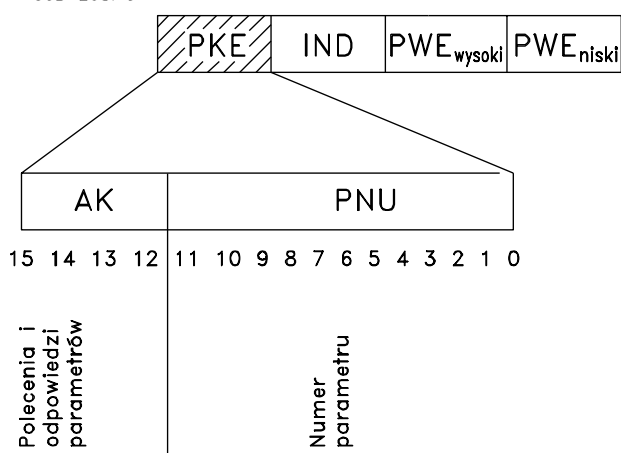 PKE IND PWEwysoki PWEniski
AK PNU
15 14 13 12 11 10 9 8 7 6 5 4 3 2 1 0
Polecenia i
odpowiedzi
parametrów
Numer
parametru